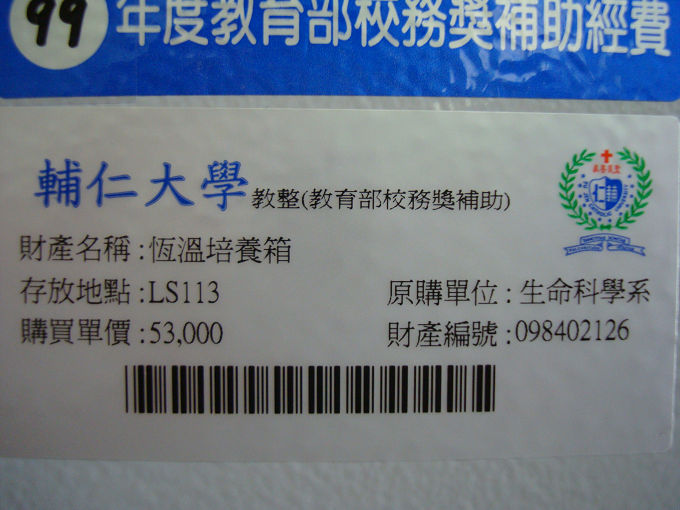 99 年度教育部校務獎補助經費
輔仁大學 教整(教育部校務獎補助)
財產名稱:恆溫培養箱
存放地點:LS113 原購單位:生命科學系
購買單價:53,000 財產編號:098402126